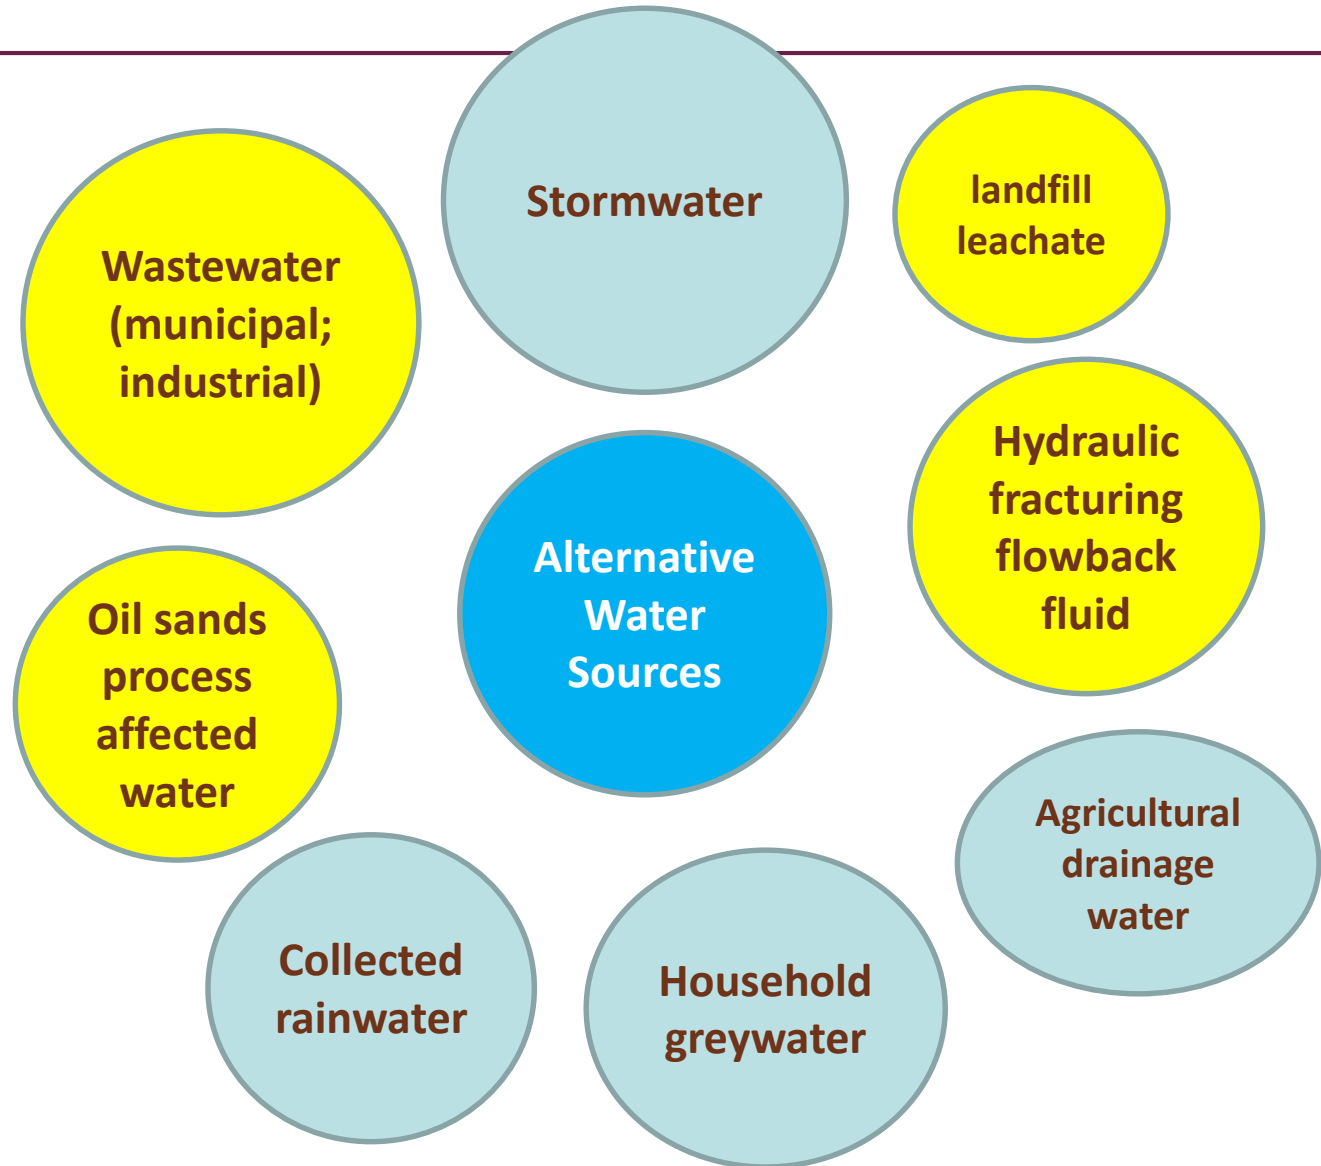 Stormwater
landfill
leachate
Wastewater
(municipal;
industrial)
Hydraulic
fracturing
flowback
fluid
Alternative
Water
Sources
Oil sands
process
affected
water
Agricultural
drainage
water
Collected
rainwater
Household
greywater